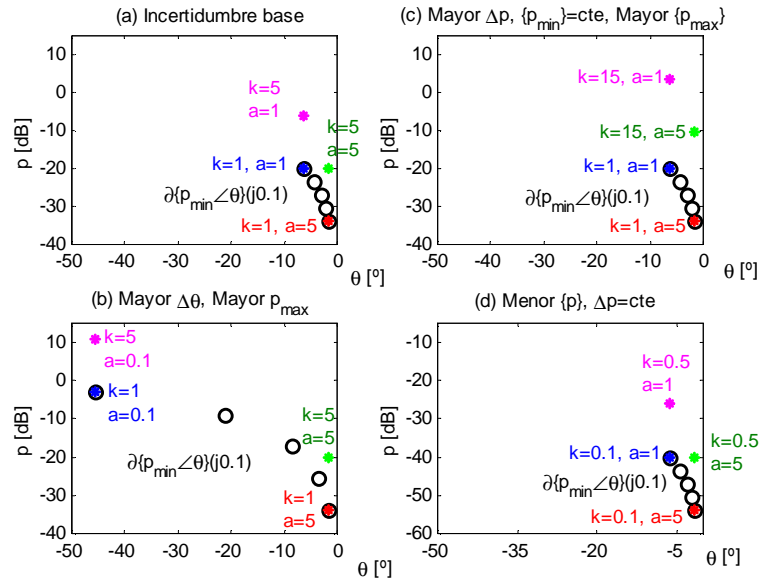 (a) Incertidumbre base
10
0
-10
-20
-30
-40
p [dB]
k=5
a=1
k=5
a=5
k=1, a=1
∂{p_min∠θ}(j0.1)
k=1, a=5
-50
-40
-30
-20
-10
0
θ [º]
(c) Mayor Δp, {p_min}=cte, Mayor {p_max}
10
0
-10
-20
-30
-40
p [dB]
k=15, a=1
k=15, a=5
k=1, a=1
∂{p_min∠θ}(j0.1)
k=1, a=5
-50
-40
-30
-20
-10
0
θ [º]
(b) Mayor Δθ, Mayor p_max
10
0
-10
-20
-30
-40
p [dB]
k=5
a=0.1
k=1
a=0.1
k=5
a=5
∂{p_min∠θ}(j0.1)
k=1
a=5
-50
-40
-30
-20
-10
0
θ [º]
(d) Menor {p}, Δp=cte
-10
-20
-30
-40
-50
-60
p [dB]
k=0.5
a=1
k=0.1, a=1
k=0.5
a=5
∂{p_min∠θ}(j0.1)
k=0.1, a=5
-50
-35
-25
-15
-5
0
θ [º]